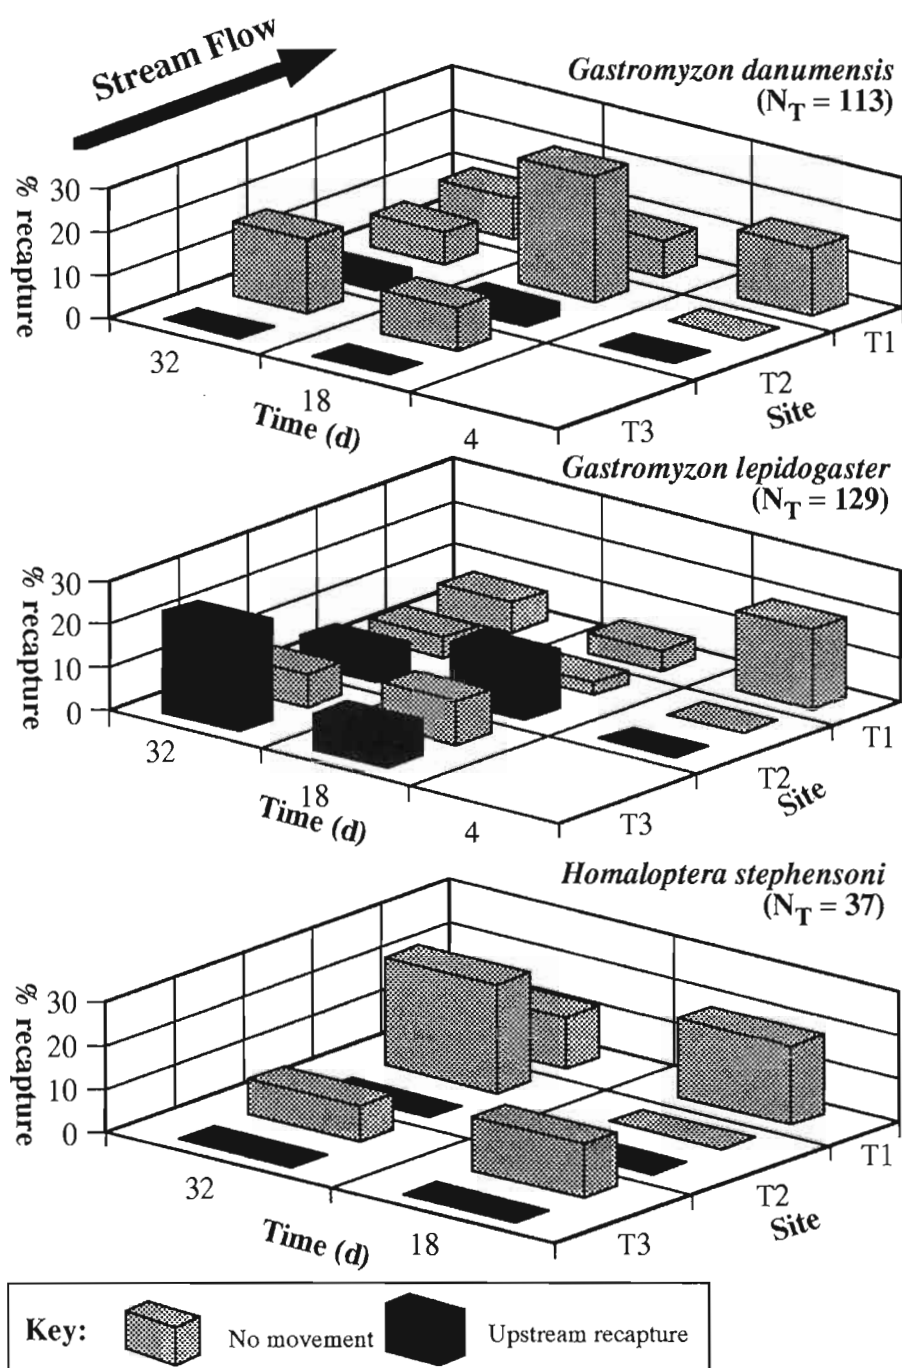 Stream Flow
Gastromyzon danumensis
(NT = 113)
% recapture
30
20
10
0
32
18
4
Time (d)
T3
T2
T1
Site
Gastromyzon lepidogaster
(NT = 129)
% recapture
30
20
10
0
32
18
4
Time (d)
T3
T2
T1
Site
Homaloptera stephensoni
(NT = 37)
% recapture
30
20
10
0
32
18
Time (d)
T3
T2
T1
Site
Key:
No movement
Upstream recapture